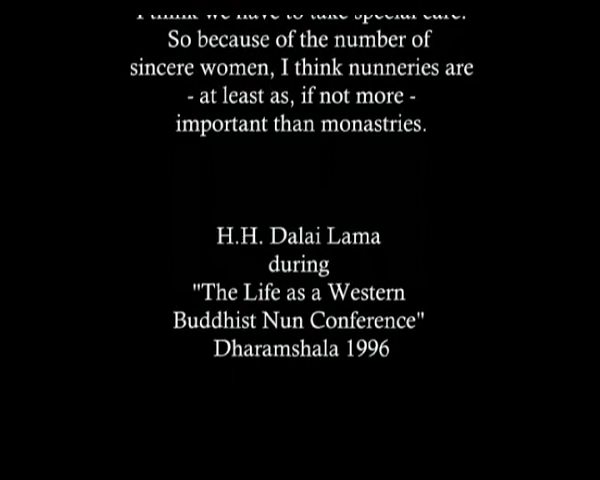 I think we have to take special care.
So because of the number of
sincere women, I think nunneries are
- at least as, if not more -
important than monastries.
H.H. Dalai Lama
during
"The Life as a Western
Buddhist Nun Conference"
Dharamshala 1996